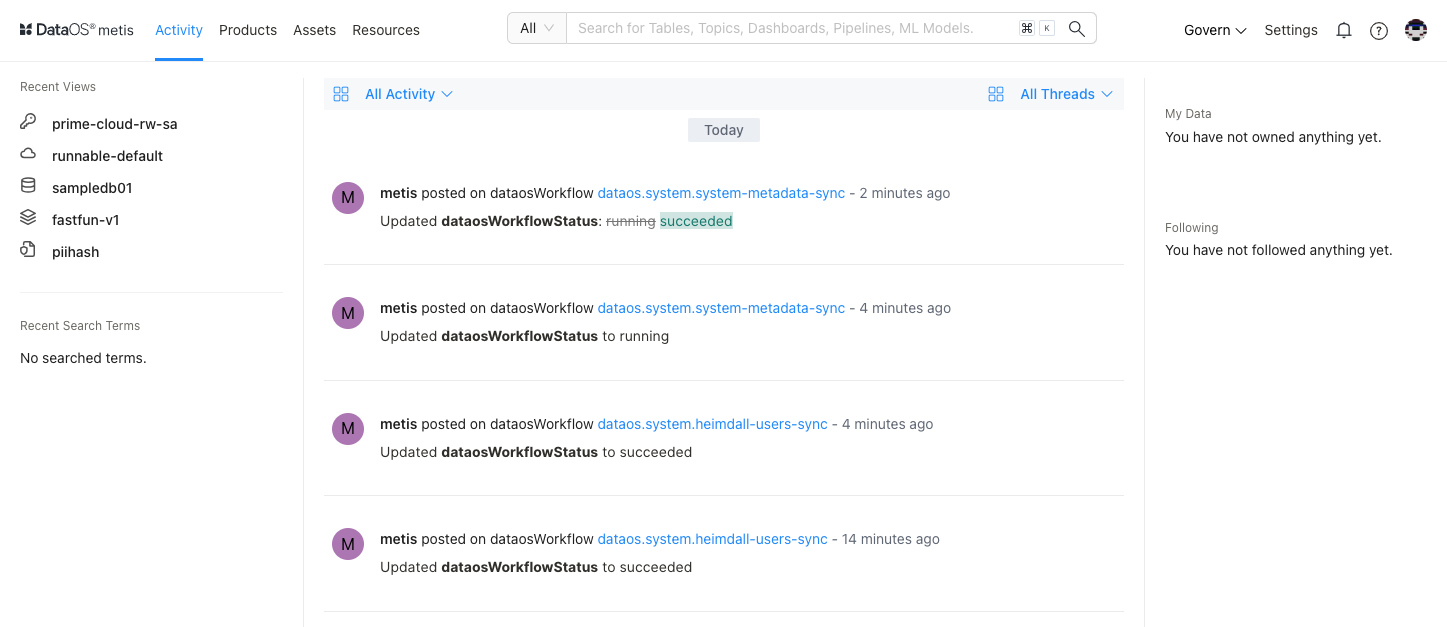 DataOS® metis Activity Products Assets Resources All Search for Tables, Topics, Dashboards, Pipelines, ML Models. ⌘ K Govern Settings ?
Recent Views
prime-cloud-rw-sa
runnable-default
sampledb01
fastfun-v1
piihash
Recent Search Terms
No searched terms.
All Activity All Threads
Today
M metis posted on dataosWorkflow dataos.system.system-metadata-sync - 2 minutes ago
Updated dataosWorkflowStatus: running succeeded
M metis posted on dataosWorkflow dataos.system.system-metadata-sync - 4 minutes ago
Updated dataosWorkflowStatus to running
M metis posted on dataosWorkflow dataos.system.heimdall-users-sync - 4 minutes ago
Updated dataosWorkflowStatus to succeeded
M metis posted on dataosWorkflow dataos.system.heimdall-users-sync - 14 minutes ago
Updated dataosWorkflowStatus to succeeded
My Data
You have not owned anything yet.
Following
You have not followed anything yet.